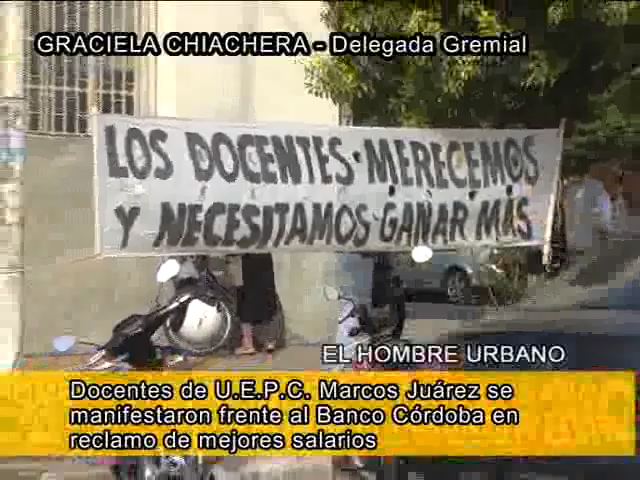 GRACIELA CHIACHERA - Delegada Gremial
LOS DOCENTES MERECEMOS
Y NECESITAMOS GANAR MÁS
EL HOMBRE URBANO
Docentes de U.E.P.C. Marcos Juárez se
manifestaron frente al Banco Córdoba en
reclamo de mejores salarios